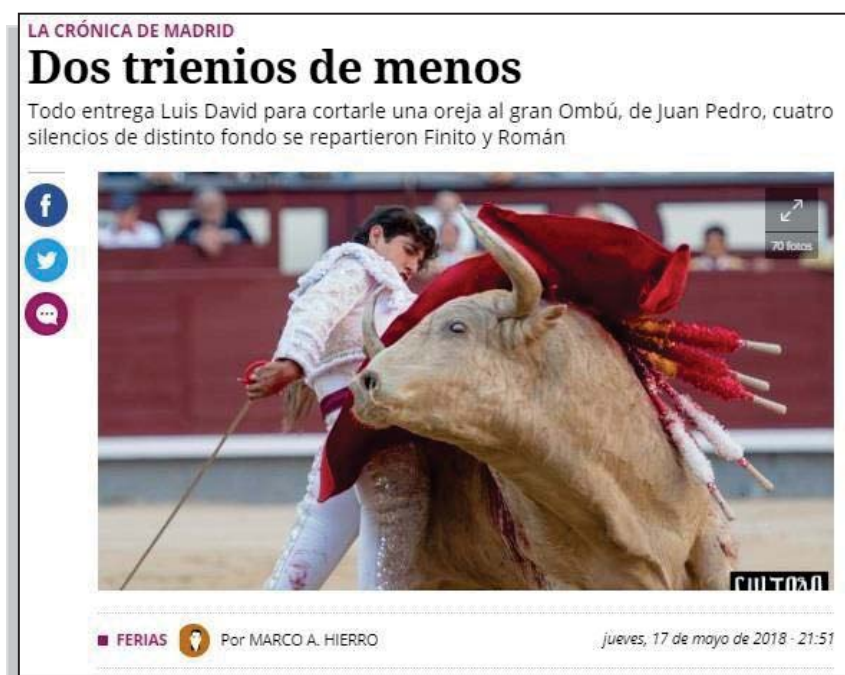 LA CRÓNICA DE MADRID
Dos trienios de menos
Todo entrega Luis David para cortarle una oreja al gran Ombú, de Juan Pedro, cuatro
silencios de distinto fondo se repartieron Finito y Román
70 fotos
FERIAS Por MARCO A. HIERRO jueves, 17 de mayo de 2018 - 21:51